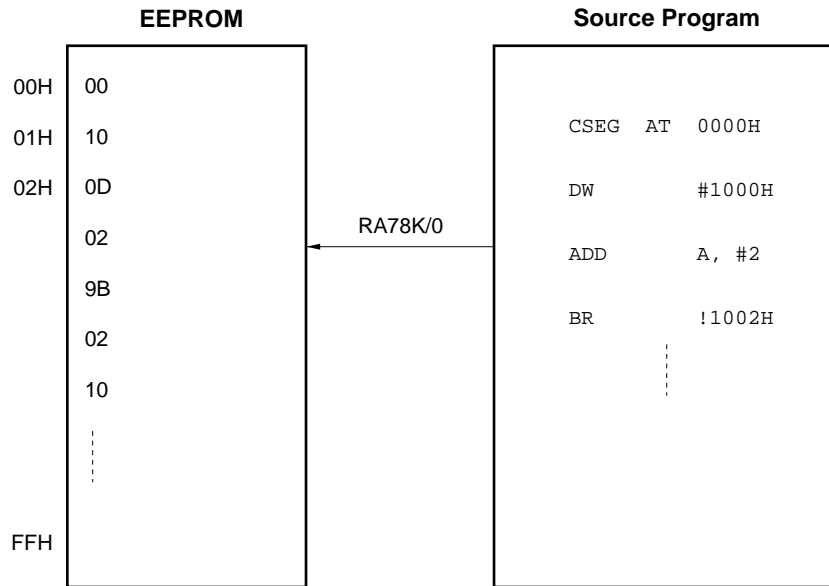 EEPROM
Source Program
00H 00
01H 10
02H 0D
02
9B
02
10
FFH
RA78K/0
CSEG AT 0000H
DW #1000H
ADD A, #2
BR !1002H